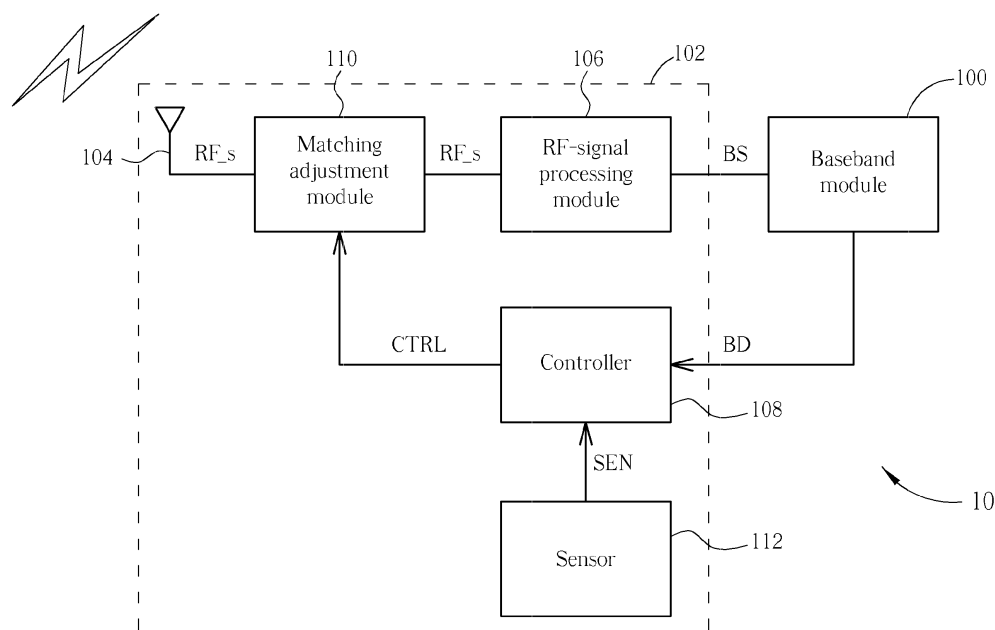 110
106
102
100
104
RF_s
Matching
adjustment
module
RF_s
RF-signal
processing
module
BS
Baseband
module
CTRL
Controller
BD
108
SEN
10
Sensor
112